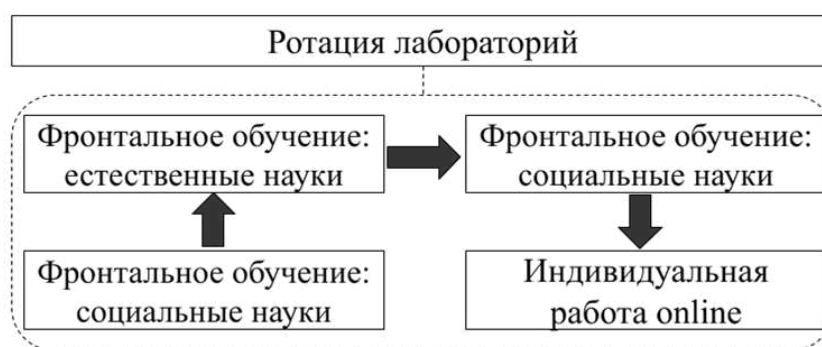 Ротация лабораторий
Фронтальное обучение:
естественные науки
Фронтальное обучение:
социальные науки
Фронтальное обучение:
социальные науки
Индивидуальная
работа online